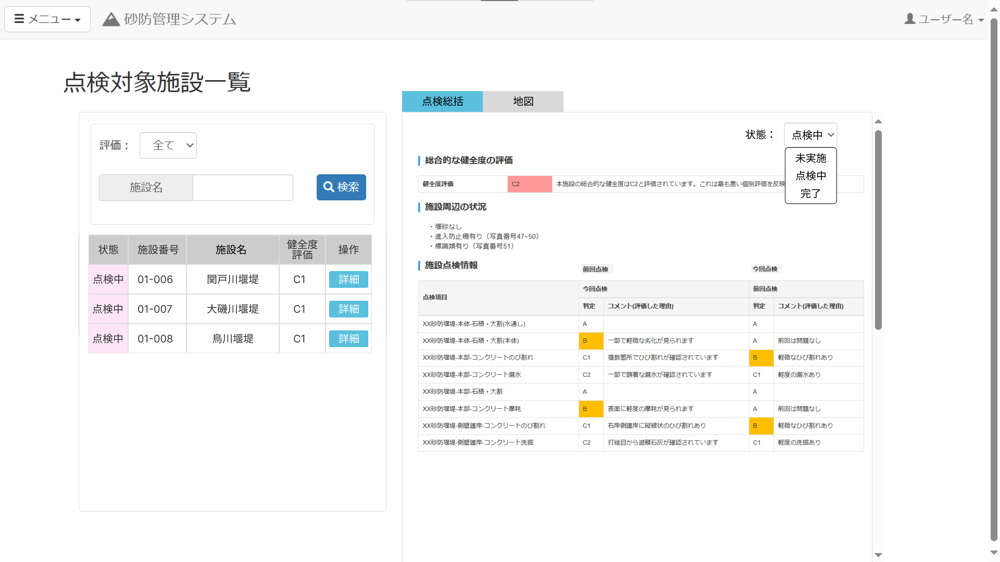 メニュー
砂防管理システム
ユーザー名
点検対象施設一覧
点検総括
地図
評価：
全て
施設名
検索
状態 施設番号 施設名 健全度
評価 操作
点検中 01-006 関戸川堰堤 C1 詳細
点検中 01-007 大磯川堰堤 C1 詳細
点検中 01-008 鳥川堰堤 C1 詳細
状態：
点検中
未実施
点検中
完了
総合的な健全度の評価
健全度評価 C2 本施設の総合的な健全度はC2と評価されています。これは最も悪い個別評価を反映
施設周辺の状況
・堰砂なし
・進入防止柵有り（写真番号47~50）
・標識類有り（写真番号51）
施設点検情報
前回点検 今回点検
点検項目 今回点検 前回点検
判定 コメント(評価した理由) 判定 コメント(評価した理由)
XX砂防堰堤-本体-石積・大割(水通し) A A
XX砂防堰堤-本体-石積・大割(本体) B 一部で軽微な劣化が見られます A 前回は問題なし
XX砂防堰堤-本部-コンクリートのび割れ C1 複数箇所でひび割れが確認されています B 軽微なひび割れあり
XX砂防堰堤-本部-コンクリート漏水 C2 一部で顕著な漏水が確認されています C1 軽度の漏水あり
XX砂防堰堤-本部-石積・大割 A A
XX砂防堰堤-本部-コンクリート摩耗 B 表面に軽度の摩耗が見られます A 前回は問題なし
XX砂防堰堤-側壁護岸-コンクリートのび割れ C1 右岸側護岸に縦線状のひび割れあり B 軽微なひび割れあり
XX砂防堰堤-側壁護岸-コンクリート洗掘 C2 打継目から遊離石灰が確認されています C1 軽度の洗掘あり